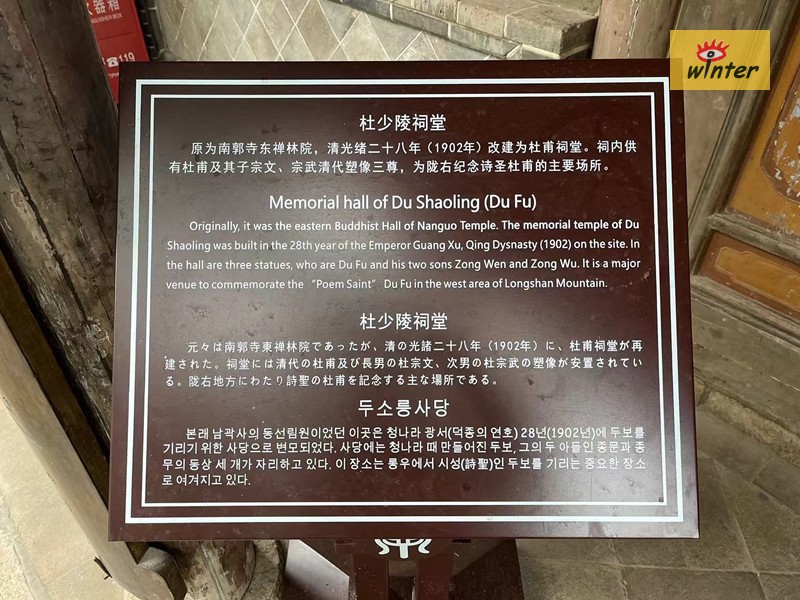 火器箱
119
winter
杜少陵祠堂
原为南郭寺东禅林院，清光绪二十八年（1902年）改建为杜甫祠堂。祠内供
有杜甫及其子宗文、宗武清代塑像三尊，为陇右纪念诗圣杜甫的主要场所。
Memorial hall of Du Shaoling (Du Fu)
Originally, it was the eastern Buddhist Hall of Nanguo Temple. The memorial temple of Du
Shaoling was built in the 28th year of the Emperor Guang Xu, Qing Dysnasty (1902) on the site. In
the hall are three statues, who are Du Fu and his two sons Zong Wen and Zong Wu. It is a major
venue to commemorate the “Poem Saint” Du Fu in the west area of Longshan Mountain.
杜少陵祠堂
元々は南郭寺東禅林院であったが、清の光諸二十八年（1902年）に、杜甫祠堂が再
建された。祠堂には清代の杜甫及び長男の杜宗文、次男の杜宗武の塑像が安置されてい
る。陇右地方にわたり詩聖の杜甫を記念する主な場所である。
두소릉사당
본래 남곽사의 동선림원이었던 이곳은 청나라 광서(덕종의 연호) 28년(1902년)에 두보를
기리기 위한 사당으로 변모되었다. 사당에는 청나라 때 만들어진 두보, 그의 두 아들인 종문과 종
무의 동상 세 개가 자리하고 있다. 이 장소는 롱우에서 시성(詩聖)인 두보를 기리는 중요한 장소
로 여겨지고 있다.